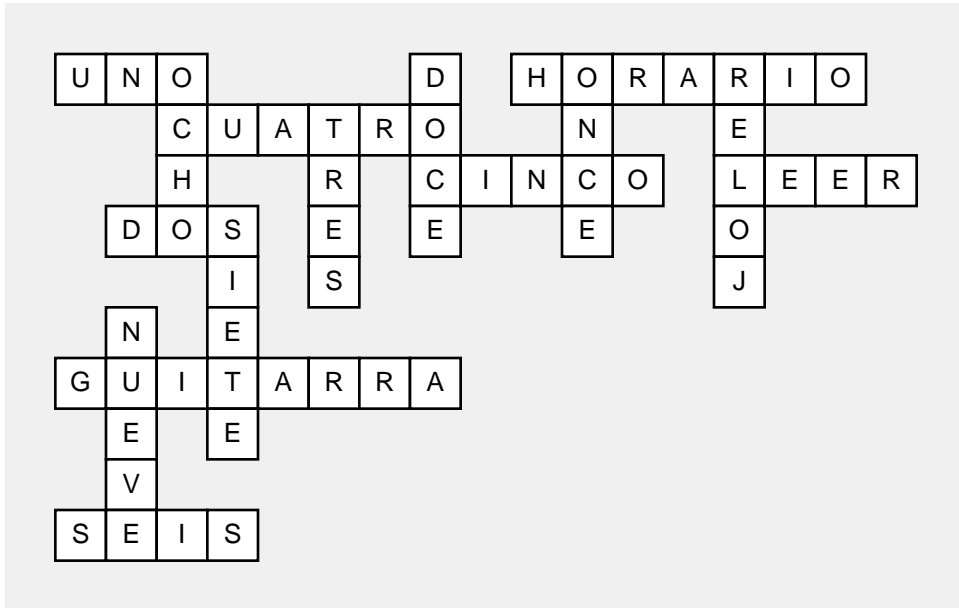 UNO D HORARIO
CUATRO N E
H R CINCO LEER
DOS E E E O
I S J
N E
GUITARRA
E E
V
SEIS